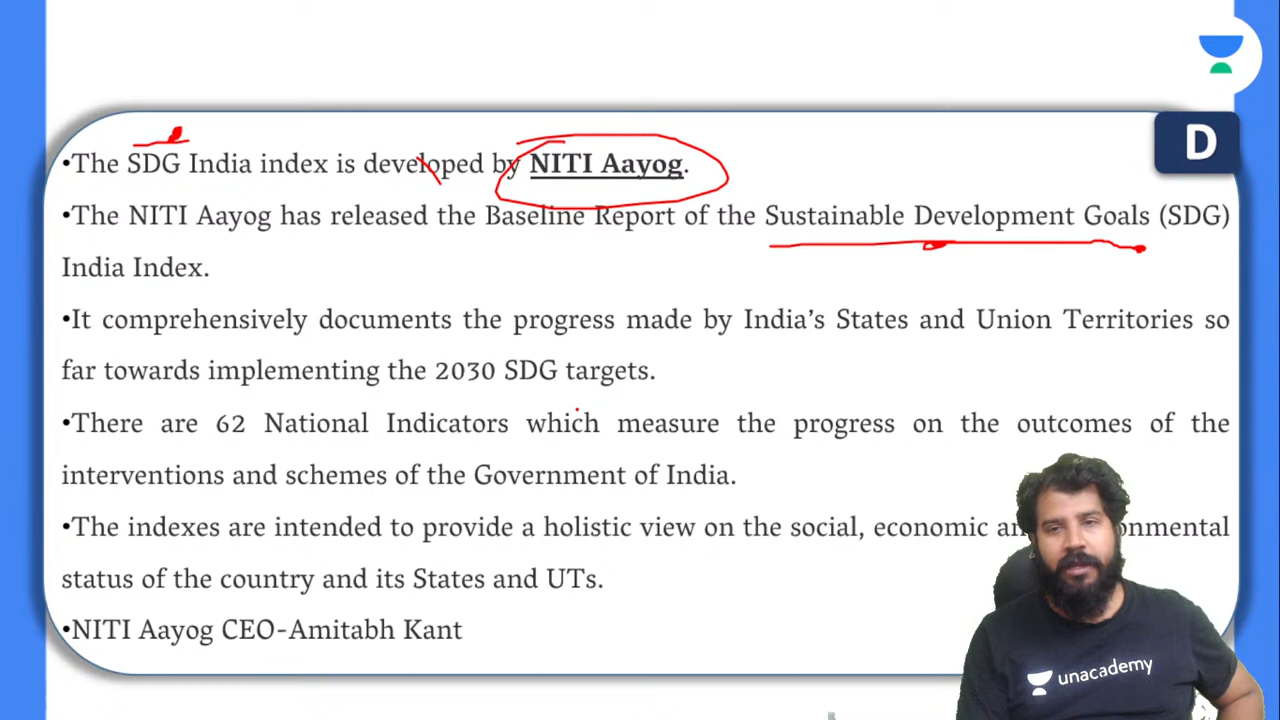 D
•The SDG India index is developed by NITI Aayog.
•The NITI Aayog has released the Baseline Report of the Sustainable Development Goals (SDG)
India Index.
•It comprehensively documents the progress made by India’s States and Union Territories so
far towards implementing the 2030 SDG targets.
•There are 62 National Indicators which measure the progress on the outcomes of the
interventions and schemes of the Government of India.
•The indexes are intended to provide a holistic view on the social, economic
status of the country and its States and UTs.
•NITI Aayog CEO-Amitabh Kant
unacademy